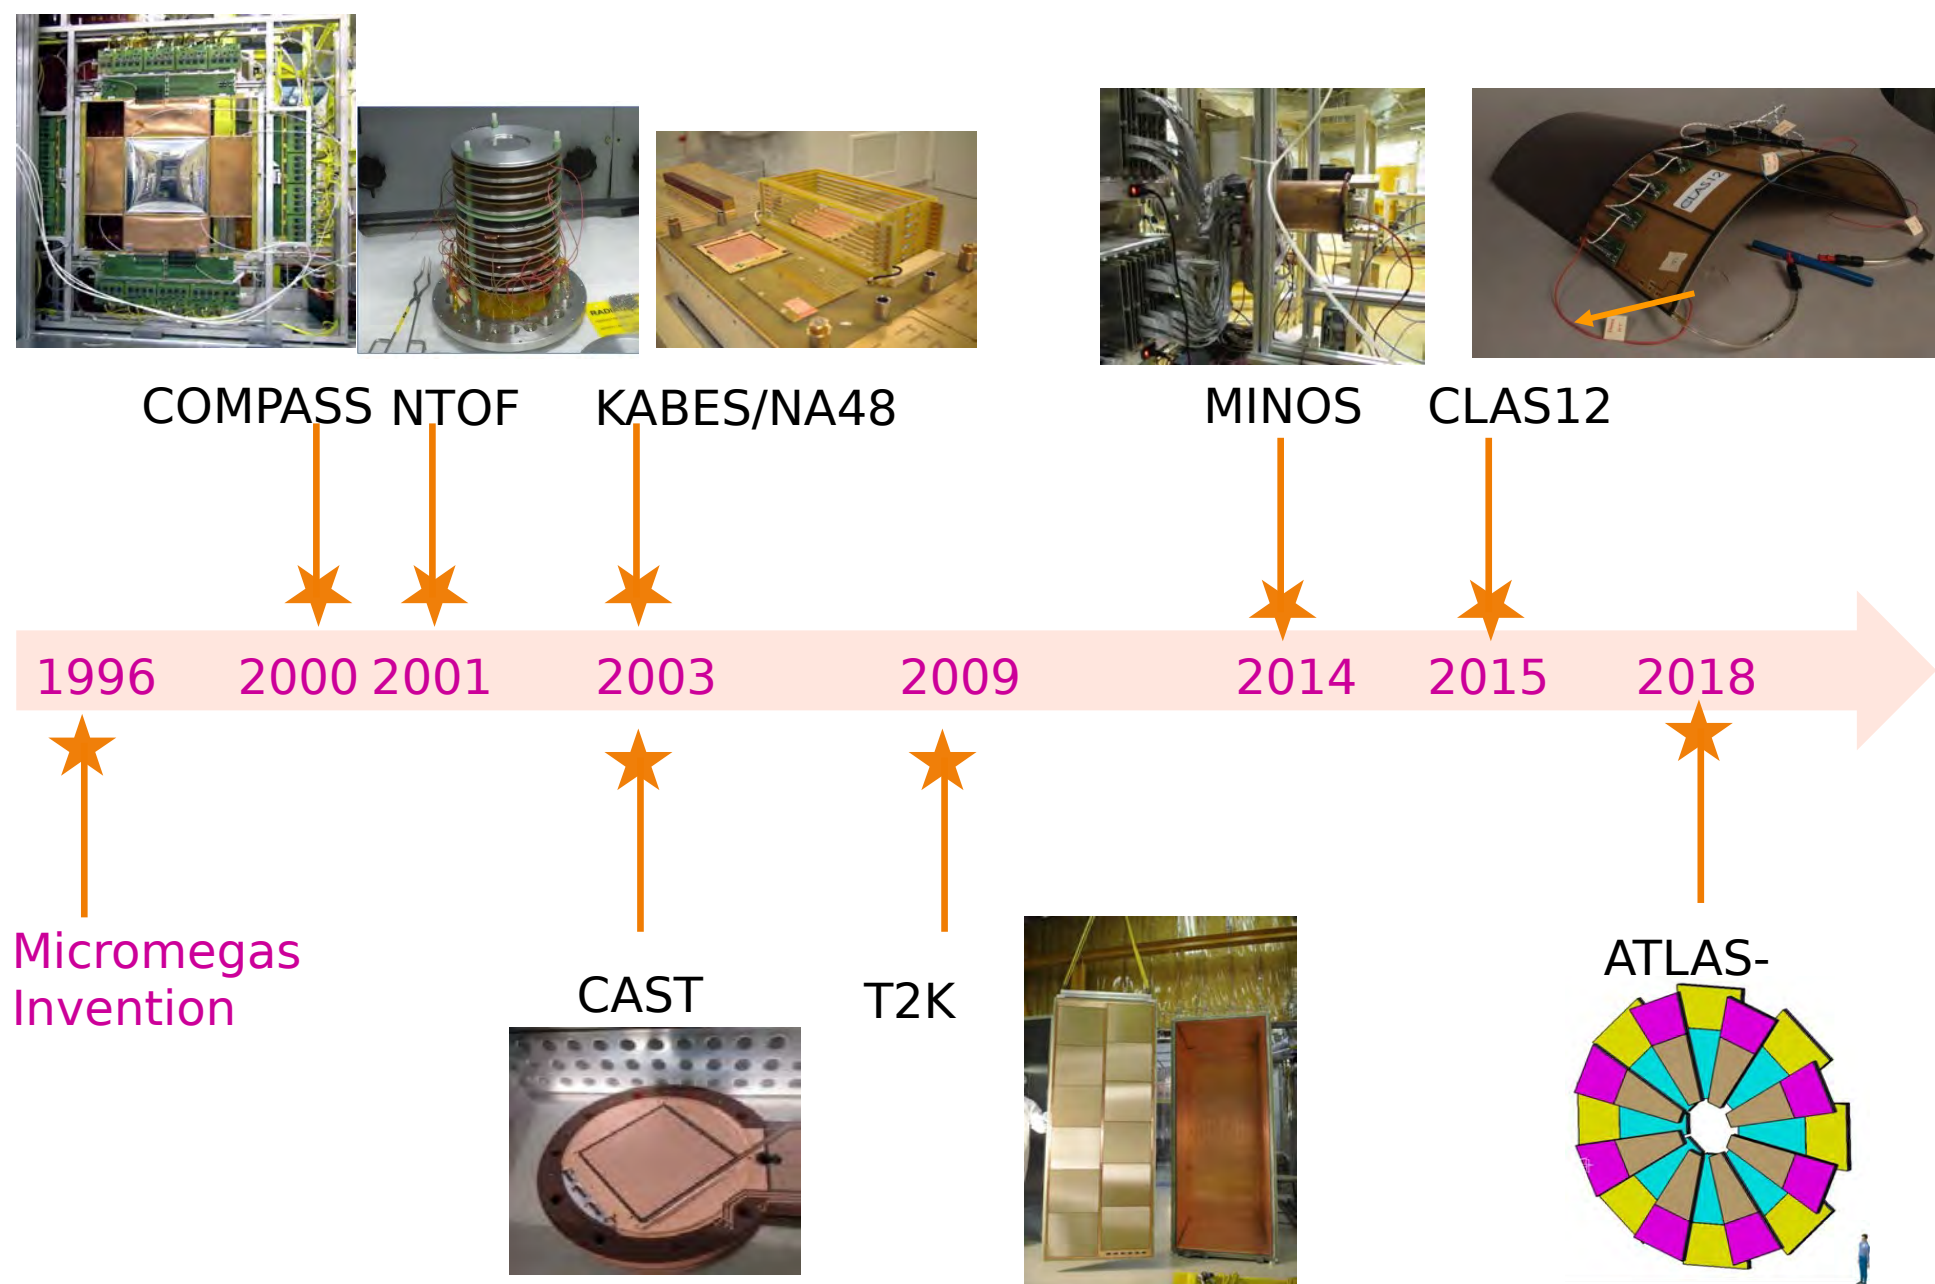 COMPASS NTOF KABES/NA48 MINOS CLAS12
CLAS12
1996 2000 2001 2003 2009 2014 2015 2018
Micromegas
Invention
CAST
T2K
ATLAS-